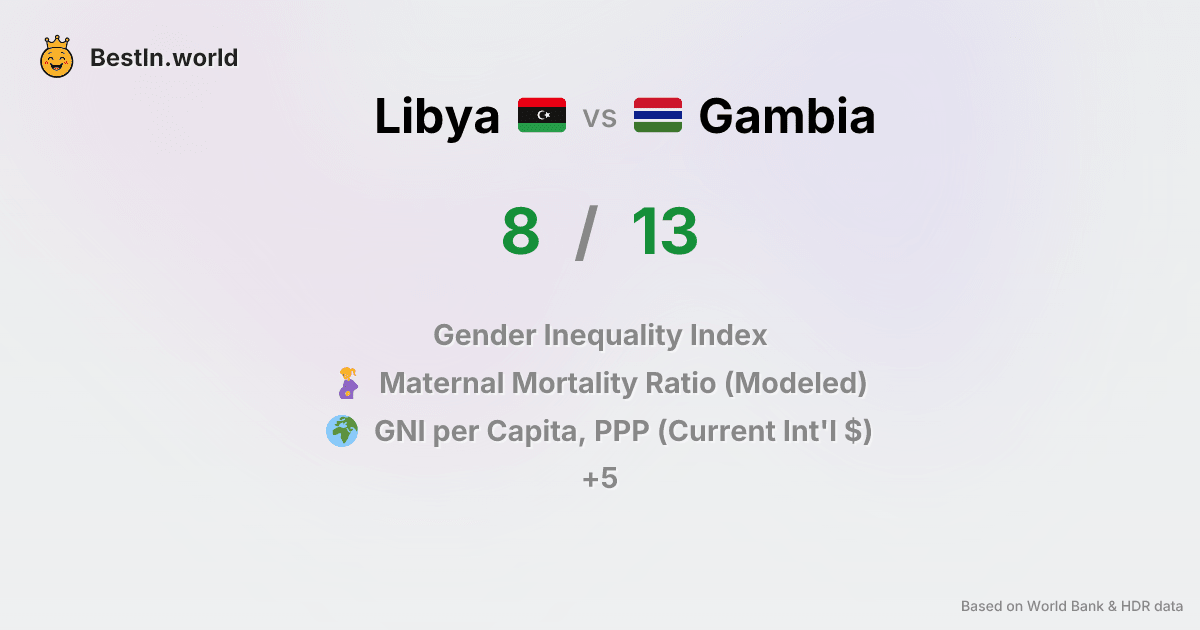 BestIn.world
Libya vs Gambia
8 / 13
Gender Inequality Index
Maternal Mortality Ratio (Modeled)
GNI per Capita, PPP (Current Int'l $)
+5
Based on World Bank & HDR data